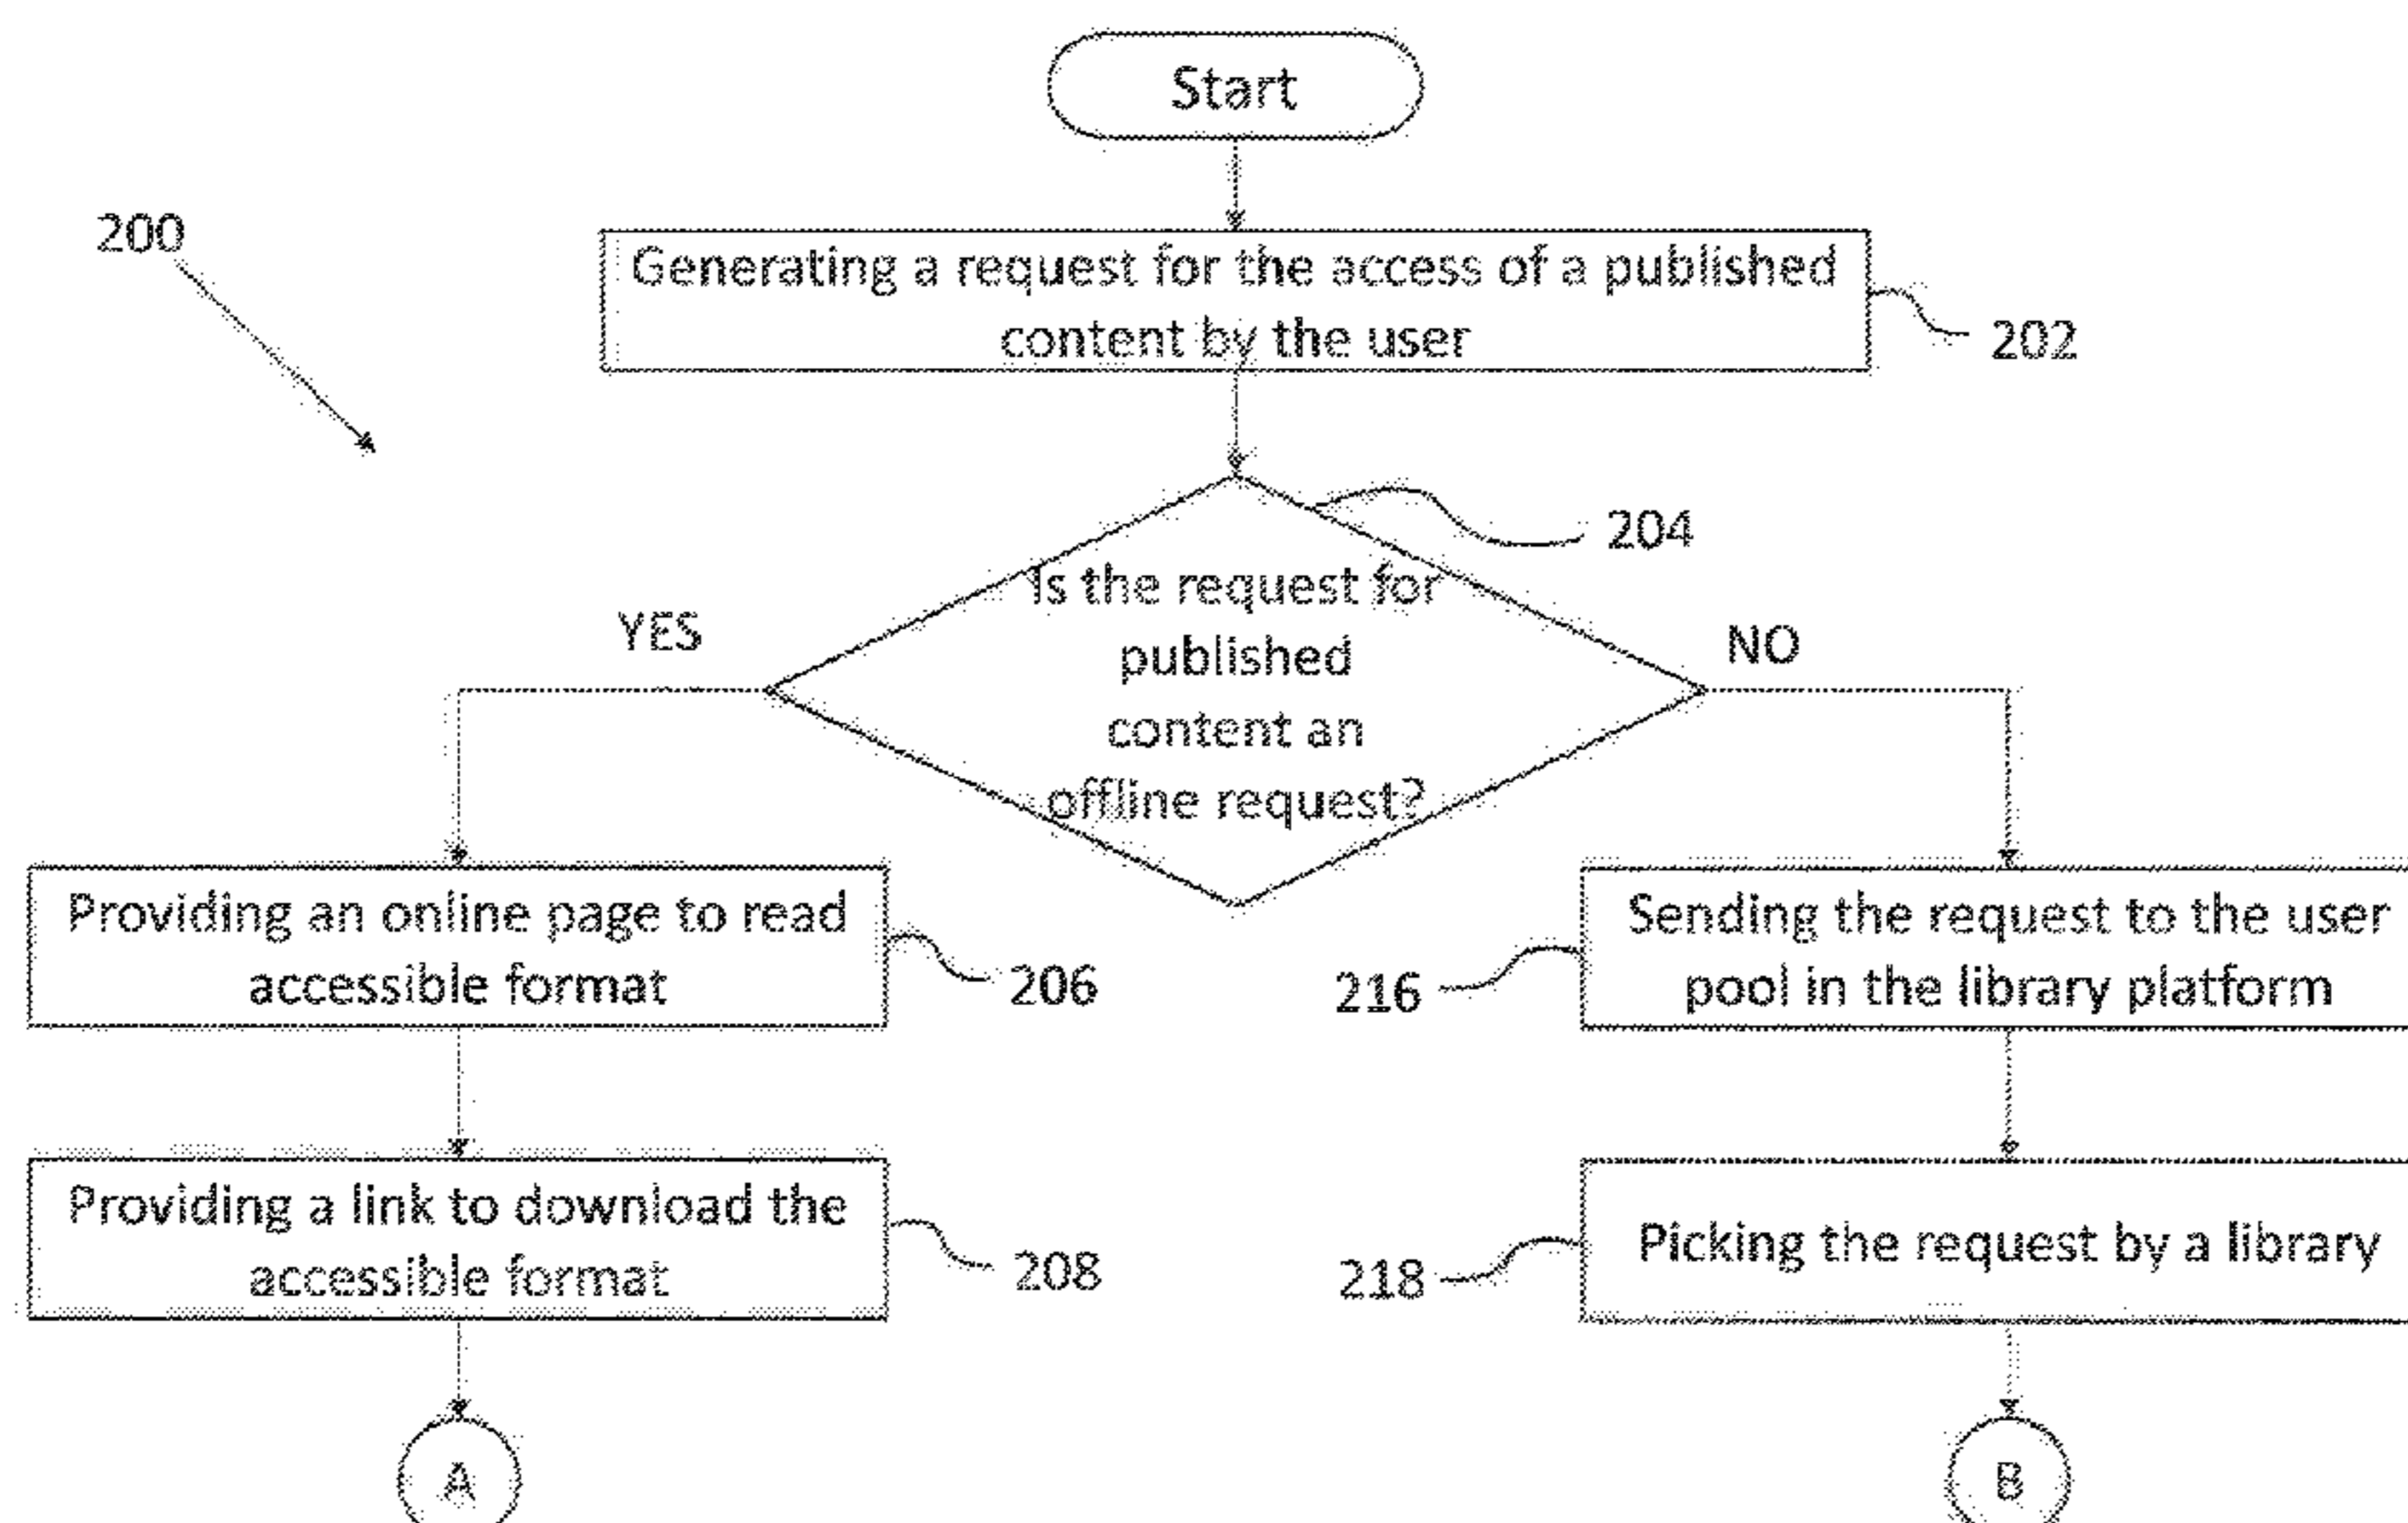 Start
200
Generating a request for the access of a published
content by the user
202
204
Is the request for
published
content an
offline request?
YES
NO
Providing an online page to read
accessible format
206
216
Sending the request to the user
pool in the library platform
Providing a link to download the
accessible format
208
218
Picking the request by a library
A
B